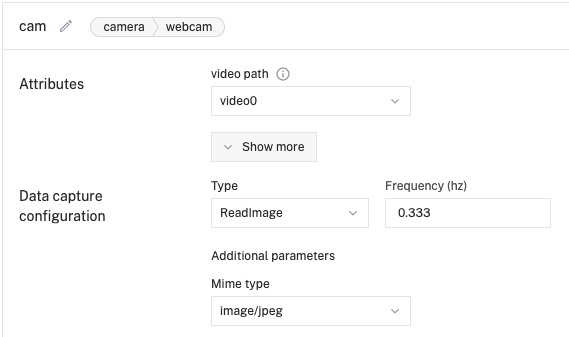 cam camera webcam
Attributes
video path
video0
Show more
Data capture
configuration
Type
ReadImage
Frequency (hz)
0.333
Additional parameters
Mime type
image/jpeg